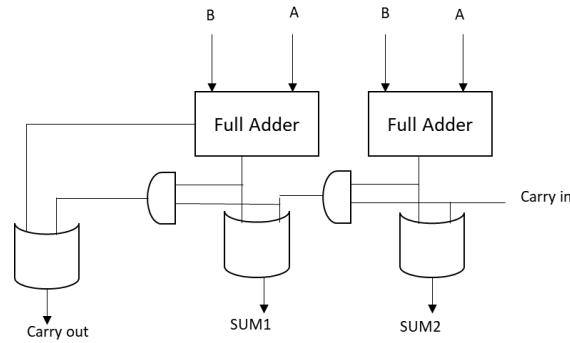 B
A
B
A
Full Adder
Full Adder
Carry in
Carry out
SUM1
SUM2